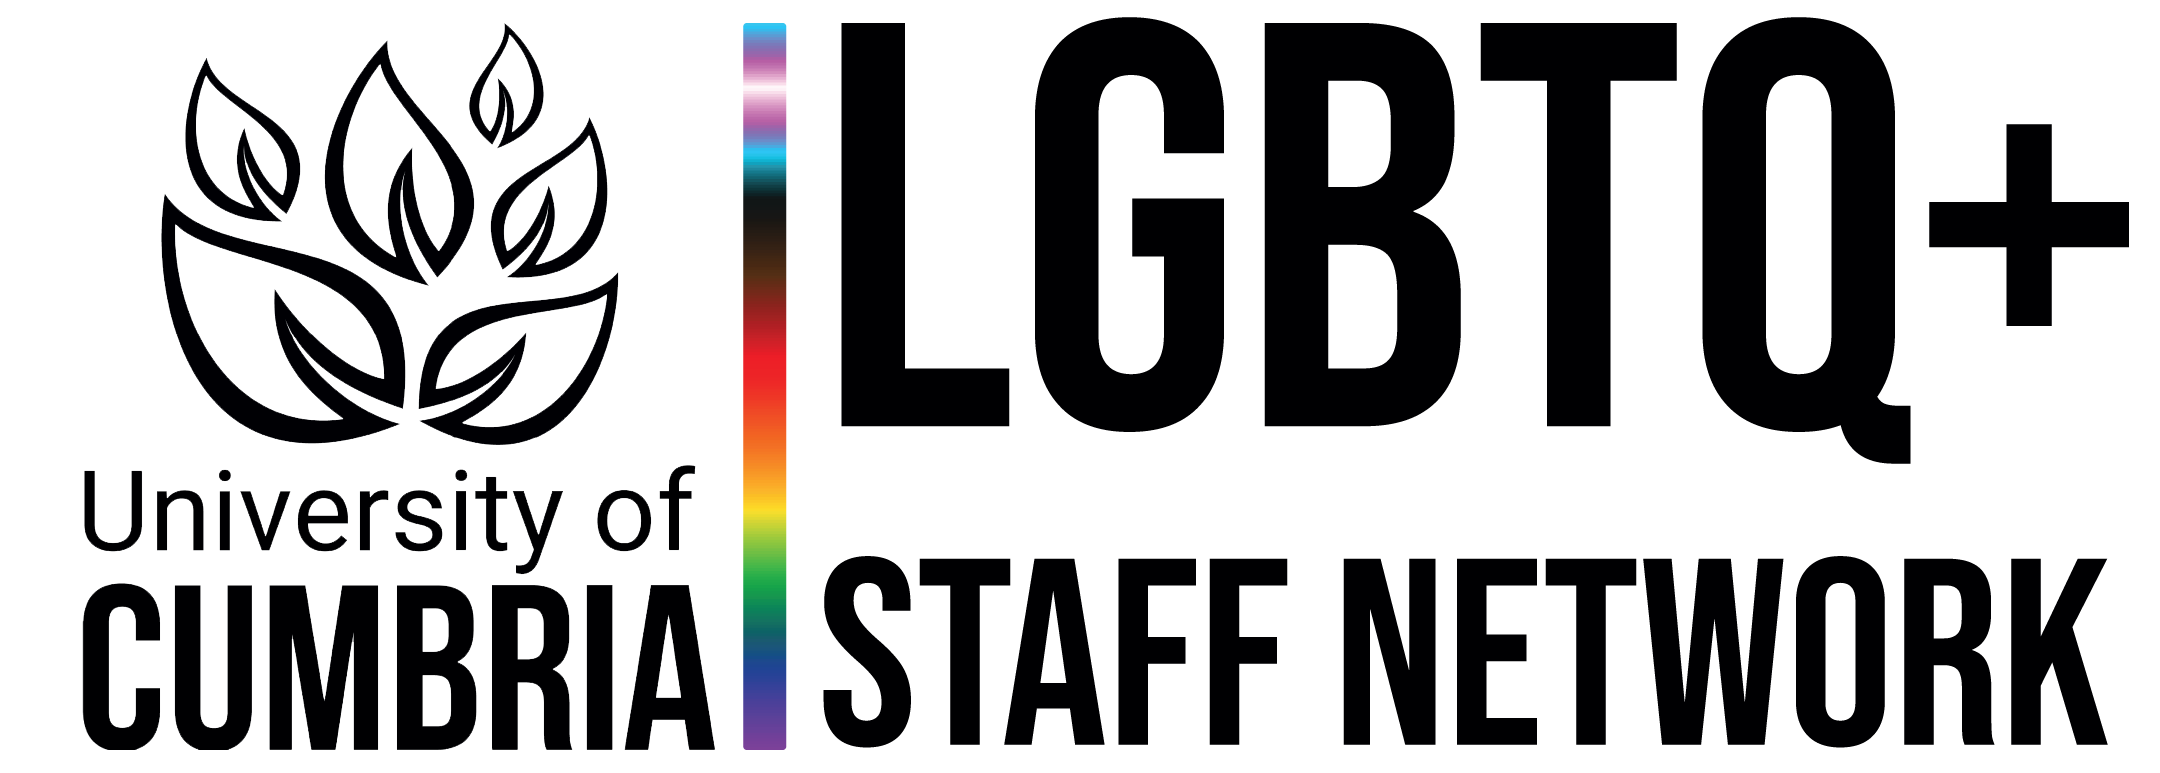 University of
CUMBRIA
LGBTQ+
STAFF NETWORK